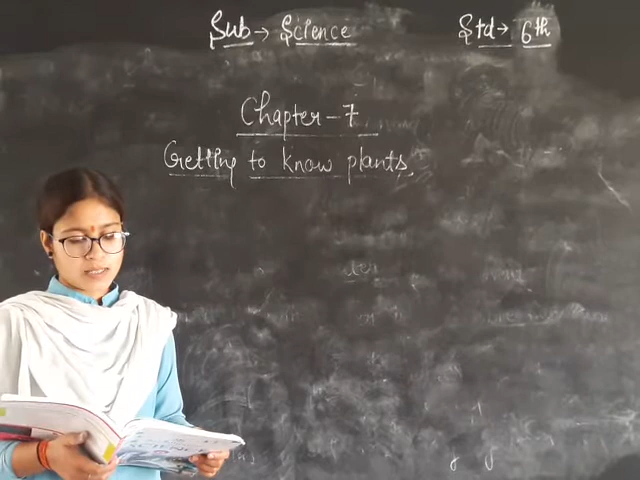 Sub → Science
Std → 6th
Chapter - 7
Getting to know plants.